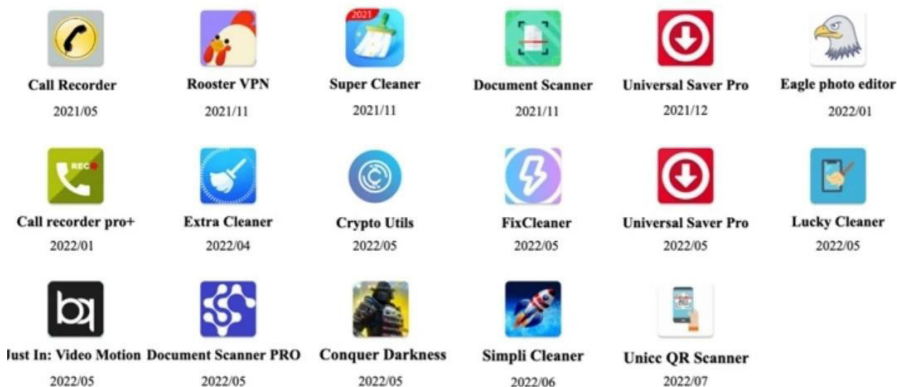 2021
Call Recorder
Rooster VPN
Super Cleaner
Document Scanner
Universal Saver Pro
Eagle photo editor
2021/05
2021/11
2021/11
2021/11
2021/12
2022/01
REC
Call recorder pro+
Extra Cleaner
Crypto Utils
FixCleaner
Universal Saver Pro
Lucky Cleaner
2022/01
2022/04
2022/05
2022/05
2022/05
2022/05
bq
Just In: Video Motion
Document Scanner PRO
Conquer Darkness
Simpli Cleaner
Unicc QR Scanner
2022/05
2022/05
2022/05
2022/06
2022/07